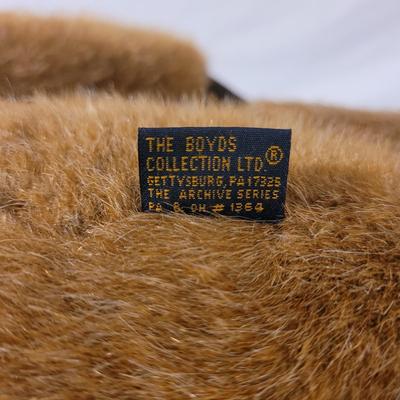 THE BOYDS
COLLECTION LTD.®
GETTYSBURG, PA 17325
THE ARCHIVE SERIES
PA & OH # 1364